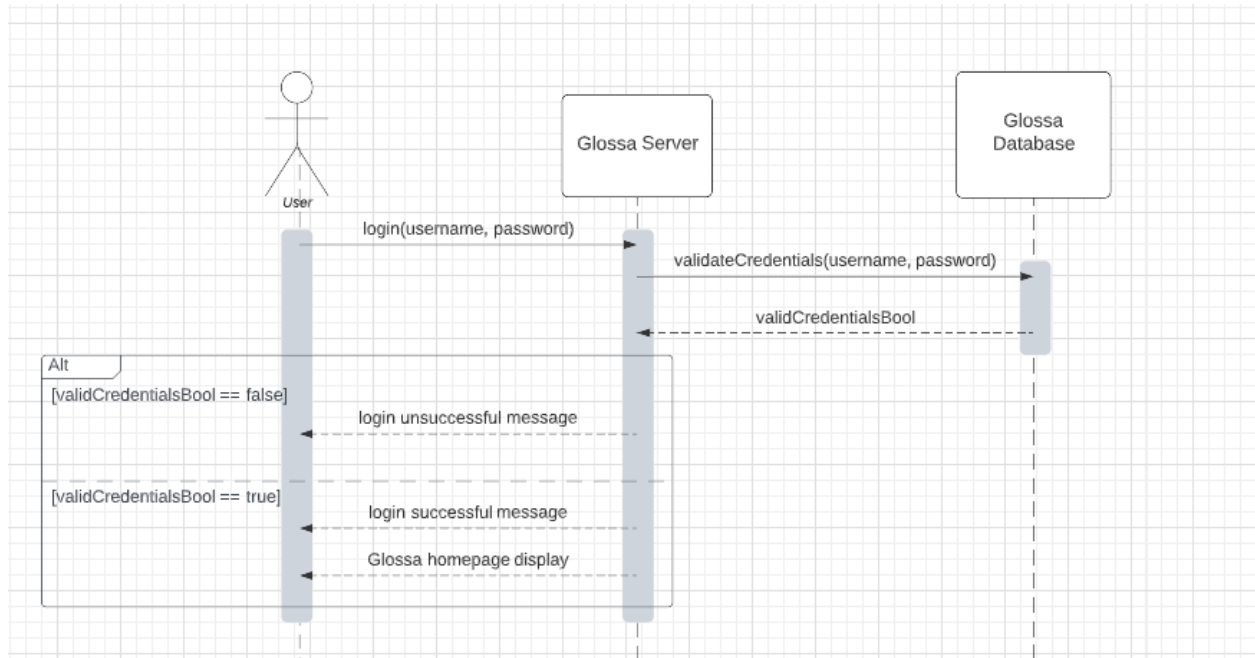 User
Glossa Server
Glossa
Database
login(username, password)
validateCredentials(username, password)
validCredentialsBool
Alt
[validCredentialsBool == false]
login unsuccessful message
[validCredentialsBool == true]
login successful message
Glossa homepage display